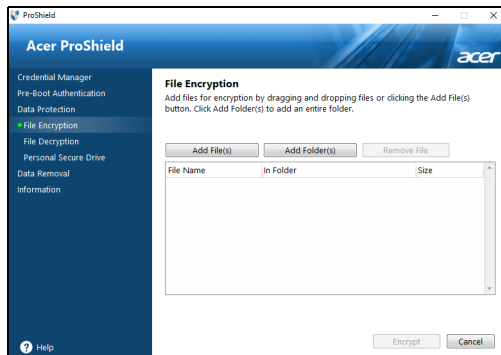 ProShield
Acer ProShield
acer
Credential Manager
Pre-Boot Authentication
Data Protection
File Encryption
File Decryption
Personal Secure Drive
Data Removal
Information
File Encryption
Add files for encryption by dragging and dropping files or clicking the Add File(s)
button. Click Add Folder(s) to add an entire folder.
Add File(s) Add Folder(s) Remove File
File Name In Folder Size
Encrypt Cancel
? Help